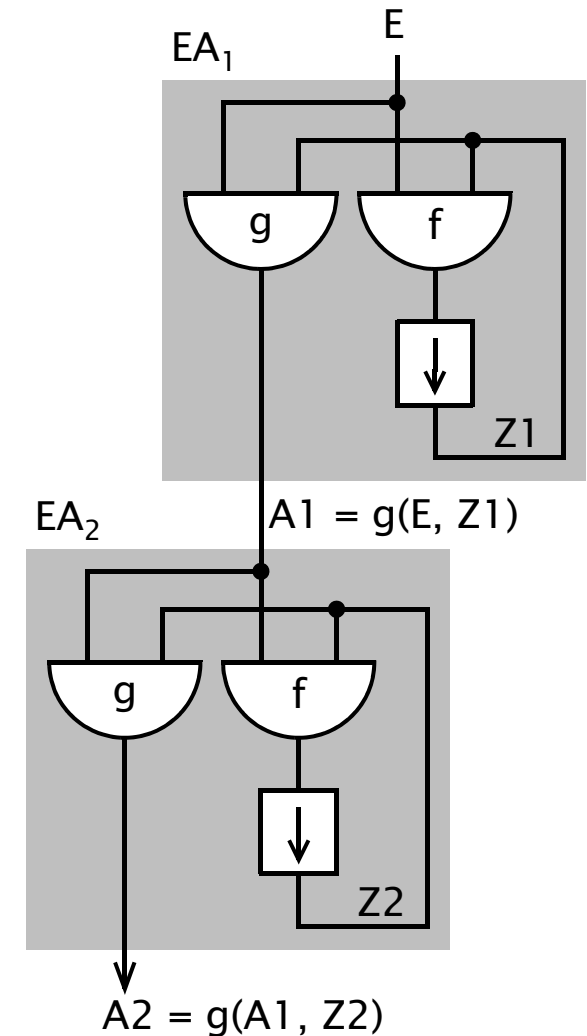 E
EA₁
g
f
Z1
A1 = g(E, Z1)
EA₂
g
f
Z2
A2 = g(A1, Z2)